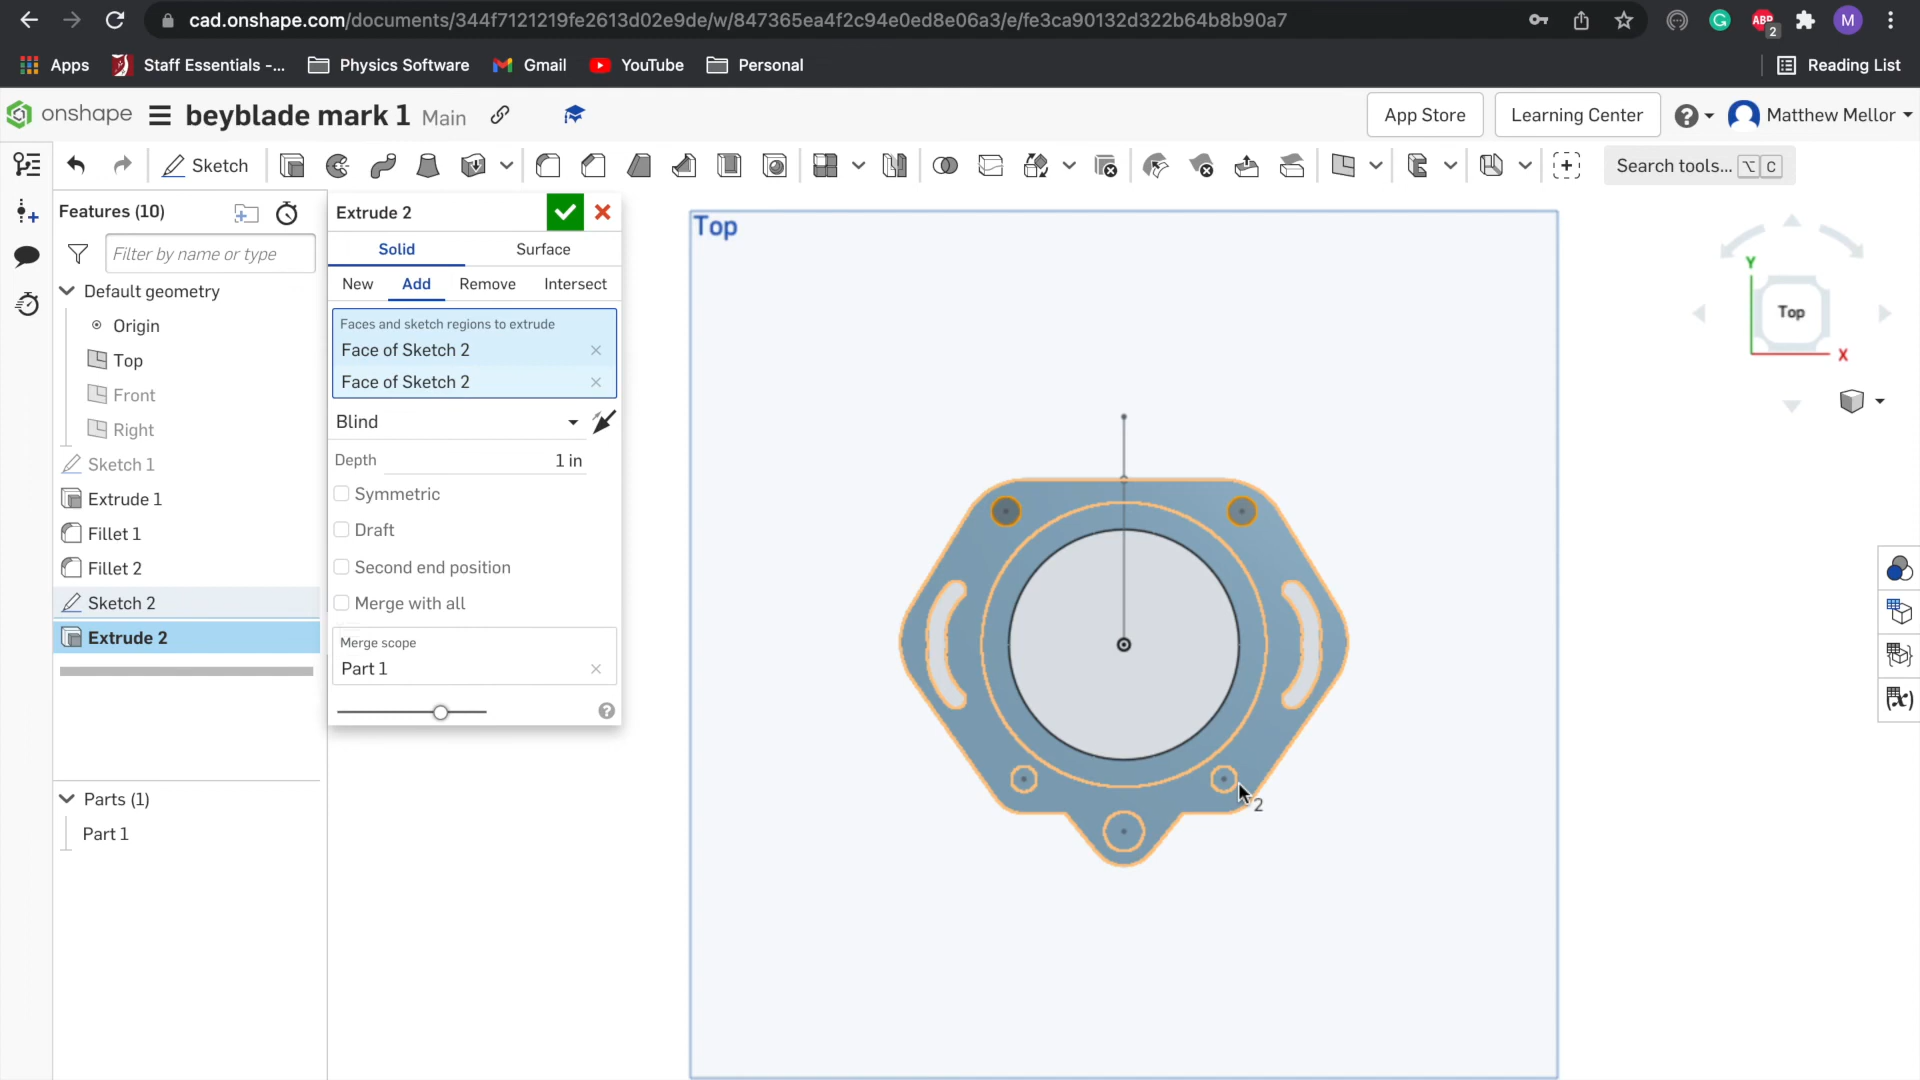 cad.onshape.com/documents/344f7121219fe2613d02e9de/w/847365ea4f2c94e0ed8e06a3/e/fe3ca90132d322b64b8b90a7
ABP 2 G M
Apps Staff Essentials -... Physics Software Gmail YouTube Personal Reading List
onshape beyblade mark 1 Main App Store Learning Center Matthew Mellor
Sketch Search tools... ⌥ C
Features (10)
Filter by name or type
Default geometry
Origin
Top
Front
Right
Sketch 1
Extrude 1
Fillet 1
Fillet 2
Sketch 2
Extrude 2
Parts (1)
Part 1
Extrude 2
Solid Surface
New Add Remove Intersect
Faces and sketch regions to extrude
Face of Sketch 2
Face of Sketch 2
Blind
Depth 1 in
Symmetric
Draft
Second end position
Merge with all
Merge scope
Part 1
Top
2
Y
Top
X
(x)